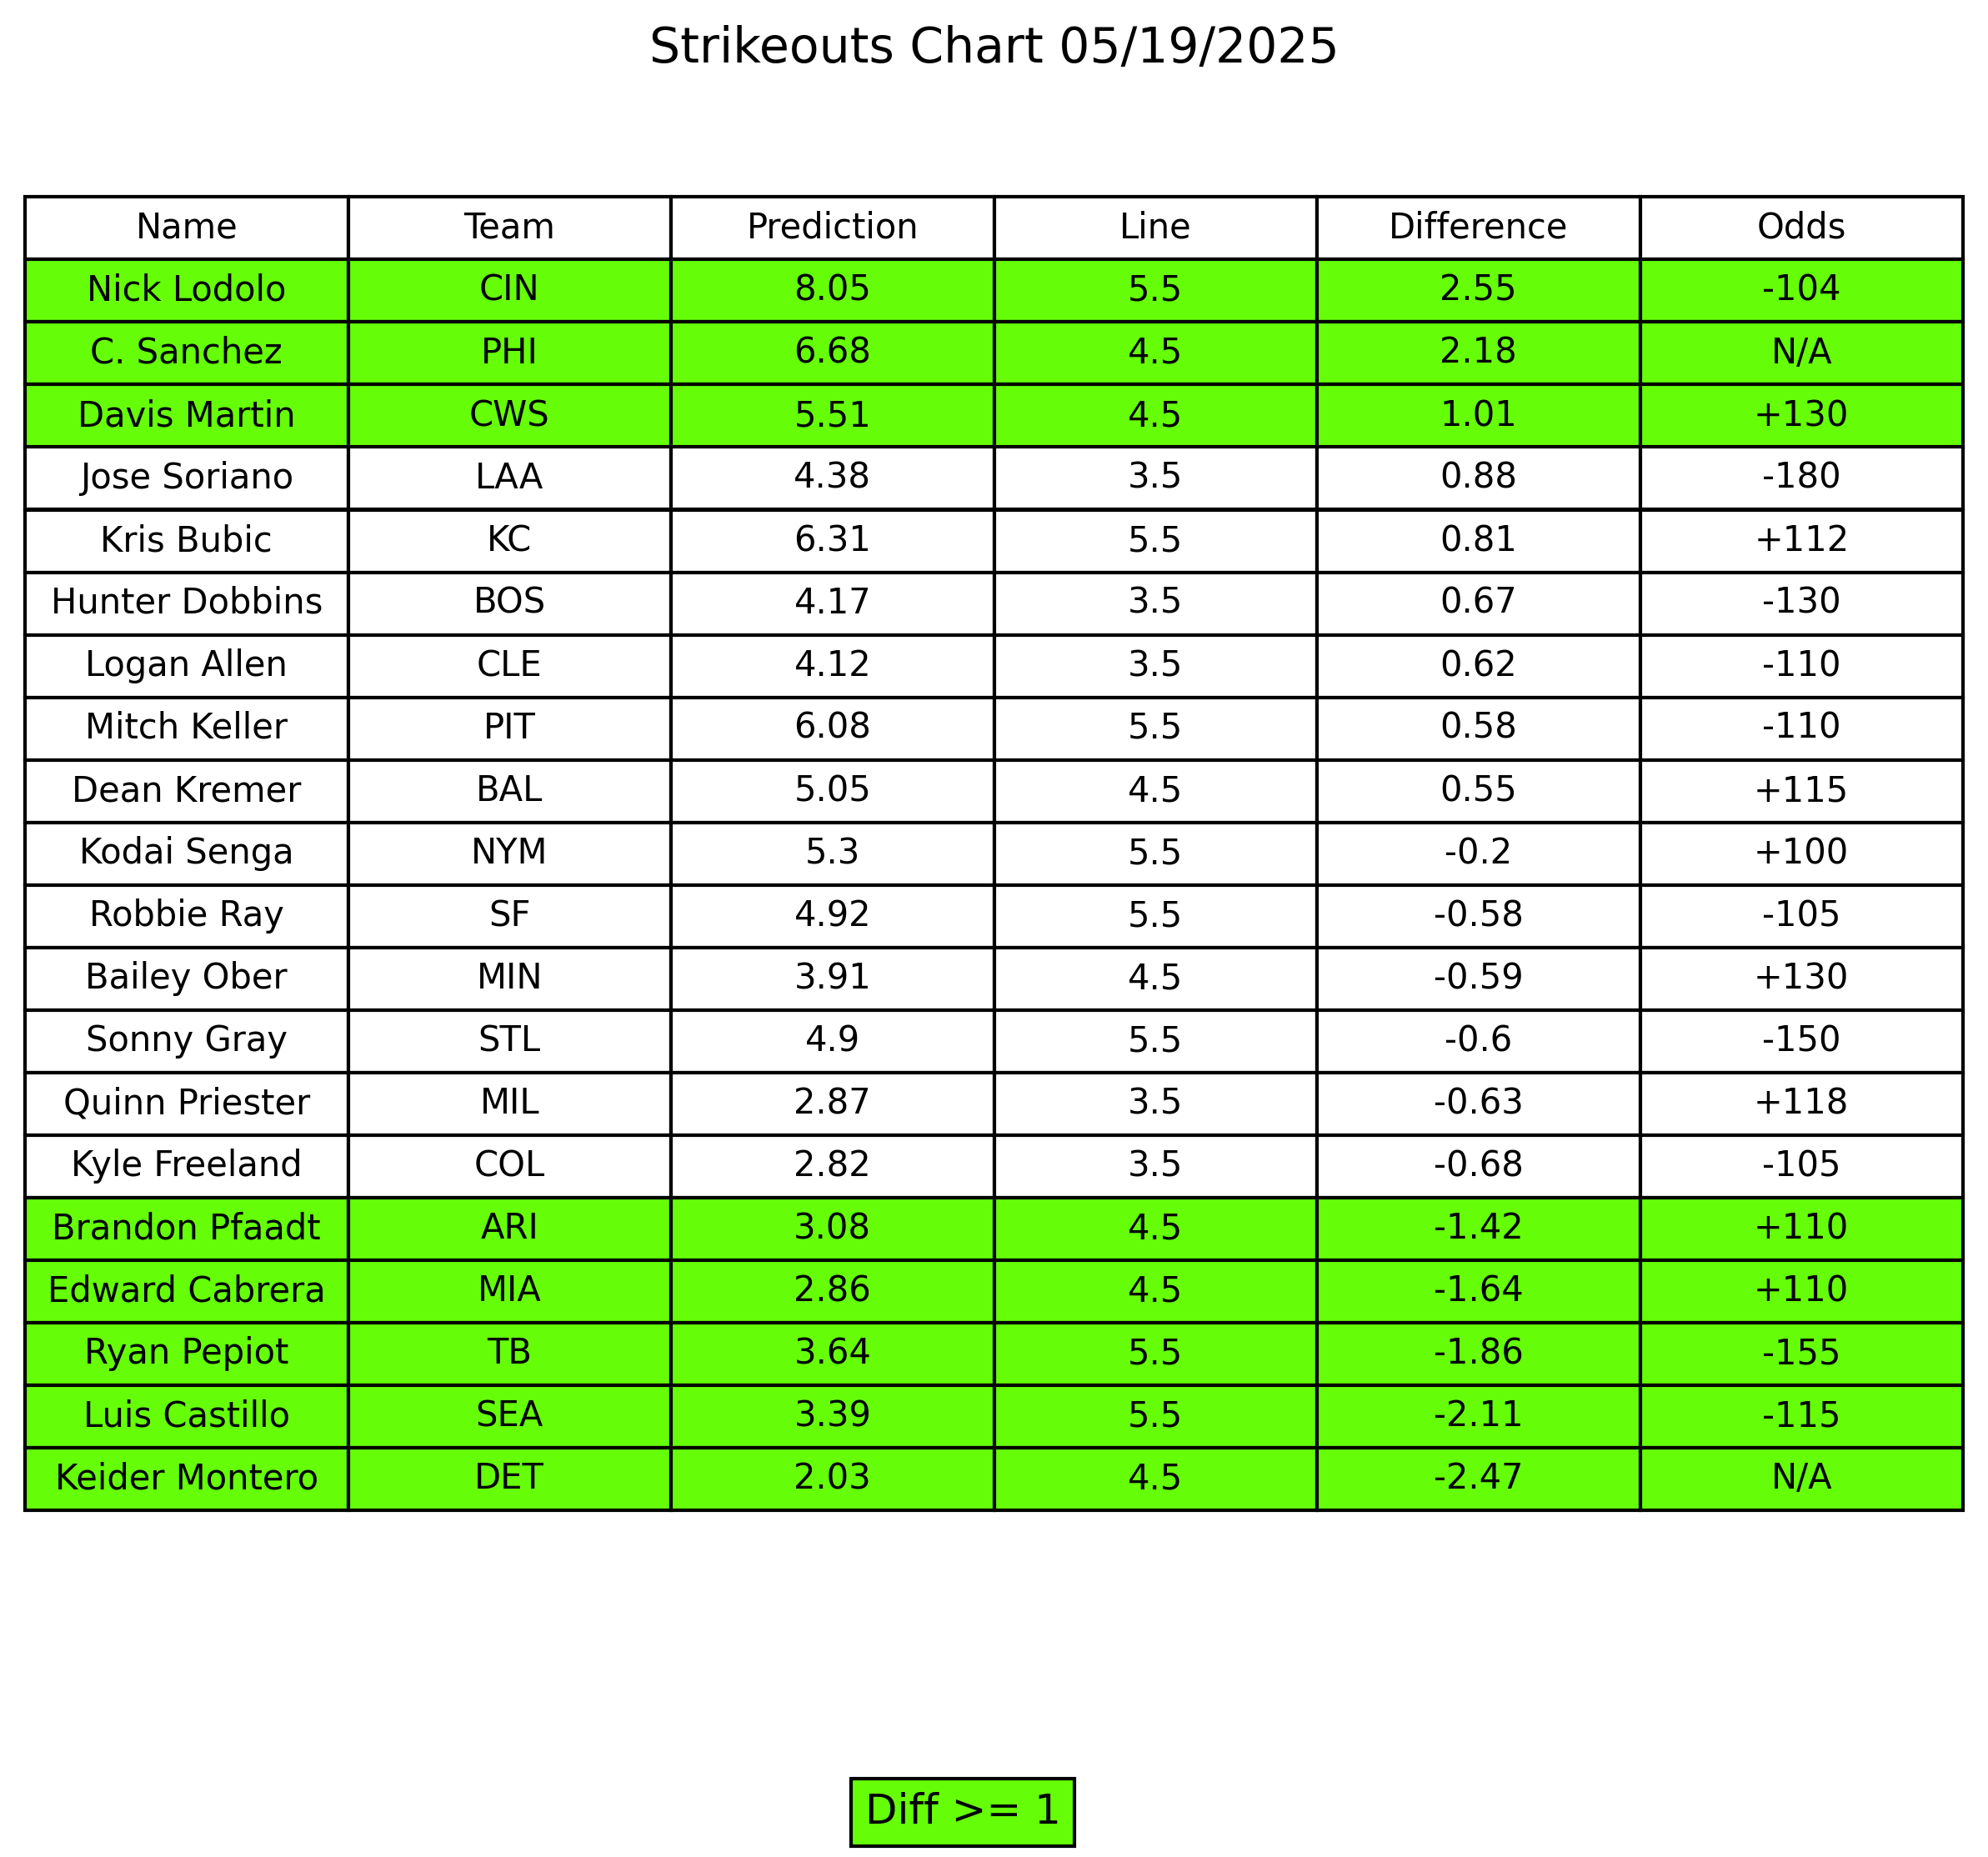 Strikeouts Chart 05/19/2025
Name Team Prediction Line Difference Odds
Nick Lodolo CIN 8.05 5.5 2.55 -104
C. Sanchez PHI 6.68 4.5 2.18 N/A
Davis Martin CWS 5.51 4.5 1.01 +130
Jose Soriano LAA 4.38 3.5 0.88 -180
Kris Bubic KC 6.31 5.5 0.81 +112
Hunter Dobbins BOS 4.17 3.5 0.67 -130
Logan Allen CLE 4.12 3.5 0.62 -110
Mitch Keller PIT 6.08 5.5 0.58 -110
Dean Kremer BAL 5.05 4.5 0.55 +115
Kodai Senga NYM 5.3 5.5 -0.2 +100
Robbie Ray SF 4.92 5.5 -0.58 -105
Bailey Ober MIN 3.91 4.5 -0.59 +130
Sonny Gray STL 4.9 5.5 -0.6 -150
Quinn Priester MIL 2.87 3.5 -0.63 +118
Kyle Freeland COL 2.82 3.5 -0.68 -105
Brandon Pfaadt ARI 3.08 4.5 -1.42 +110
Edward Cabrera MIA 2.86 4.5 -1.64 +110
Ryan Pepiot TB 3.64 5.5 -1.86 -155
Luis Castillo SEA 3.39 5.5 -2.11 -115
Keider Montero DET 2.03 4.5 -2.47 N/A
Diff >= 1